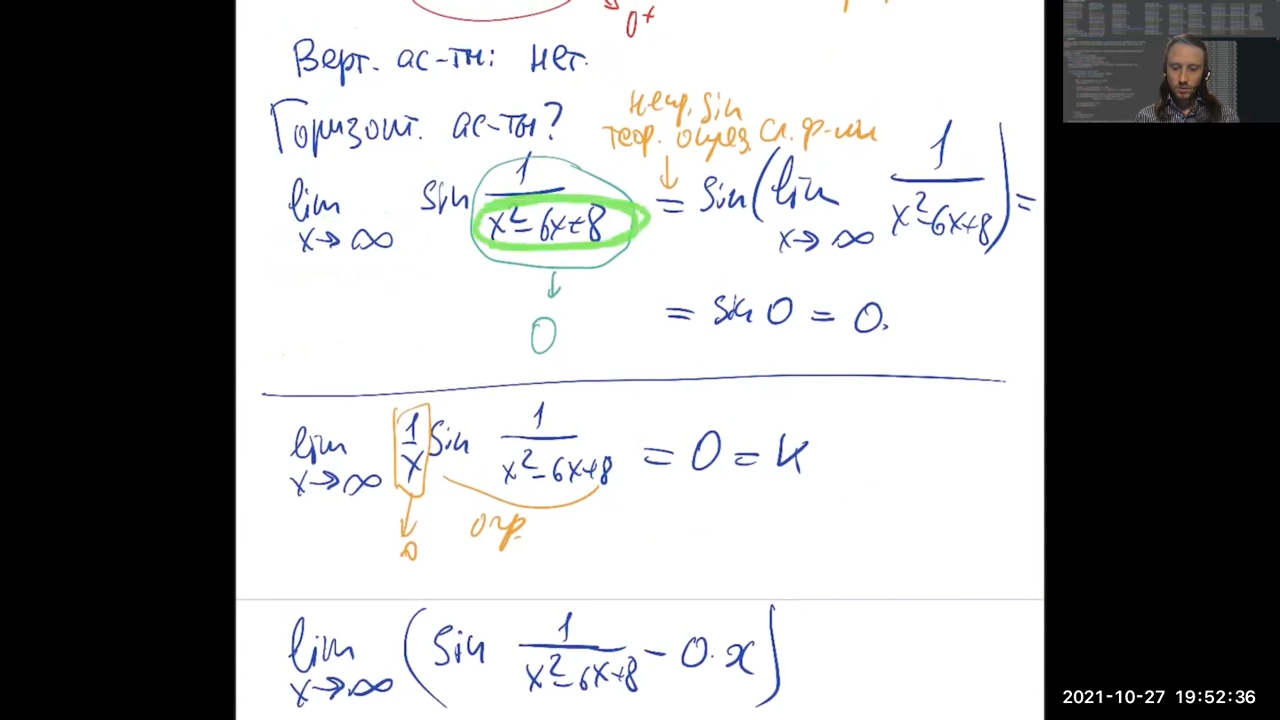 0⁺
Верт. ас-ты: нет.
Горизонт. ас-ты?
непр. sin
теор. о пред. сл. ф-ии
lim x→∞ sin 1/(x²-6x+8) = sin(lim x→∞ 1/(x²-6x+8)) =
0
= sin 0 = 0.
lim x→∞ 1/x sin 1/(x²-6x+8) = 0 = k
0 огр.
lim x→∞ (sin 1/(x²-6x+8) - 0·x)
2021-10-27 19:52:36